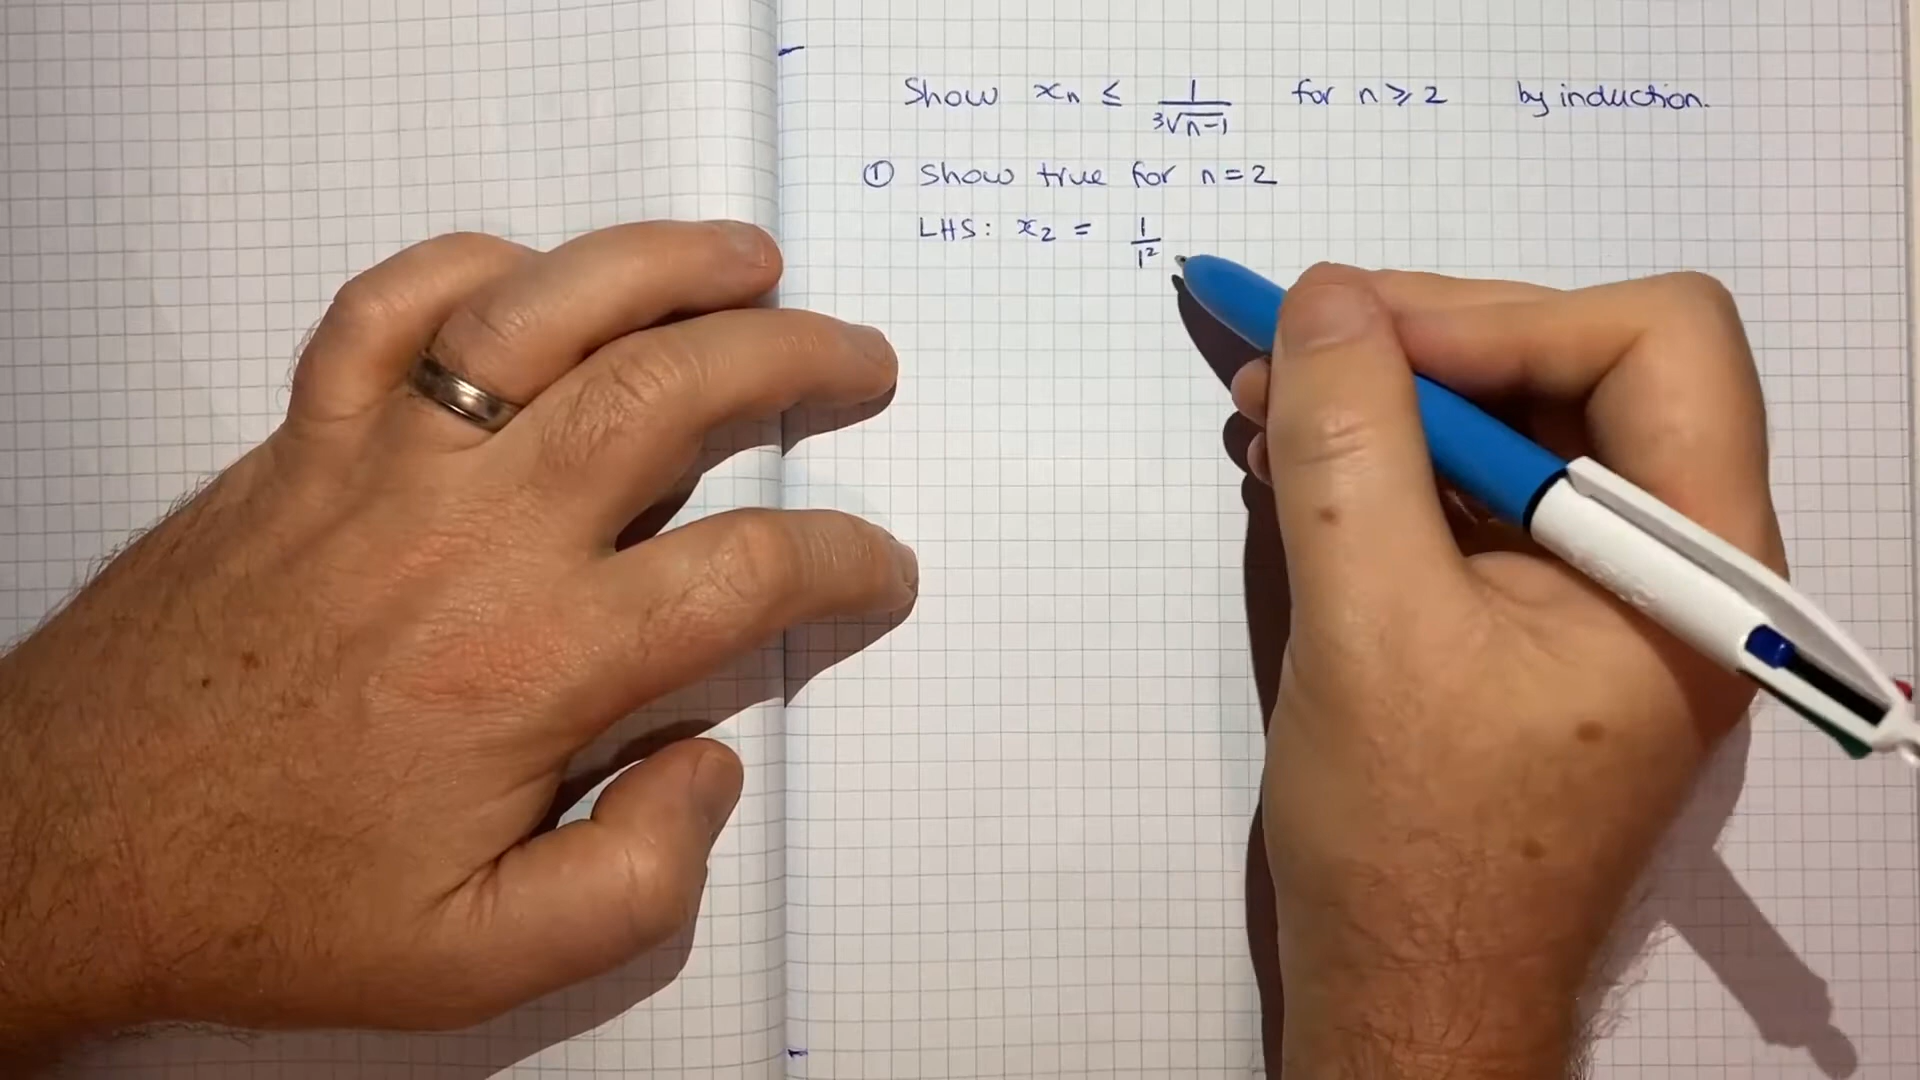 Show xₙ ≤ 1/∛(n-1) for n ⩾ 2 by induction.
① Show true for n = 2
LHS: x₂ = 1/1²